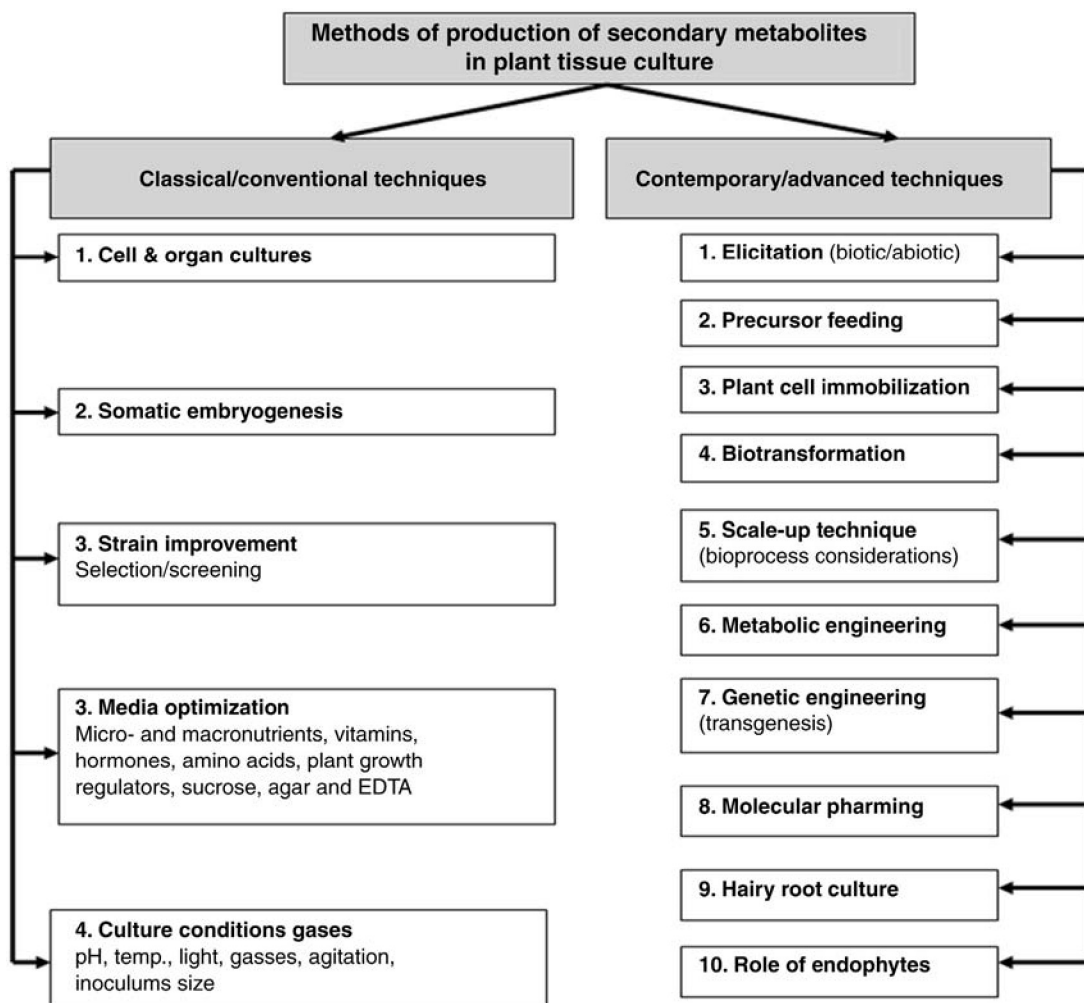 Methods of production of secondary metabolites
in plant tissue culture
Classical/conventional techniques
1. Cell & organ cultures
2. Somatic embryogenesis
3. Strain improvement
Selection/screening
3. Media optimization
Micro- and macronutrients, vitamins,
hormones, amino acids, plant growth
regulators, sucrose, agar and EDTA
4. Culture conditions gases
pH, temp., light, gasses, agitation,
inoculums size
Contemporary/advanced techniques
1. Elicitation (biotic/abiotic)
2. Precursor feeding
3. Plant cell immobilization
4. Biotransformation
5. Scale-up technique
(bioprocess considerations)
6. Metabolic engineering
7. Genetic engineering
(transgenesis)
8. Molecular pharming
9. Hairy root culture
10. Role of endophytes